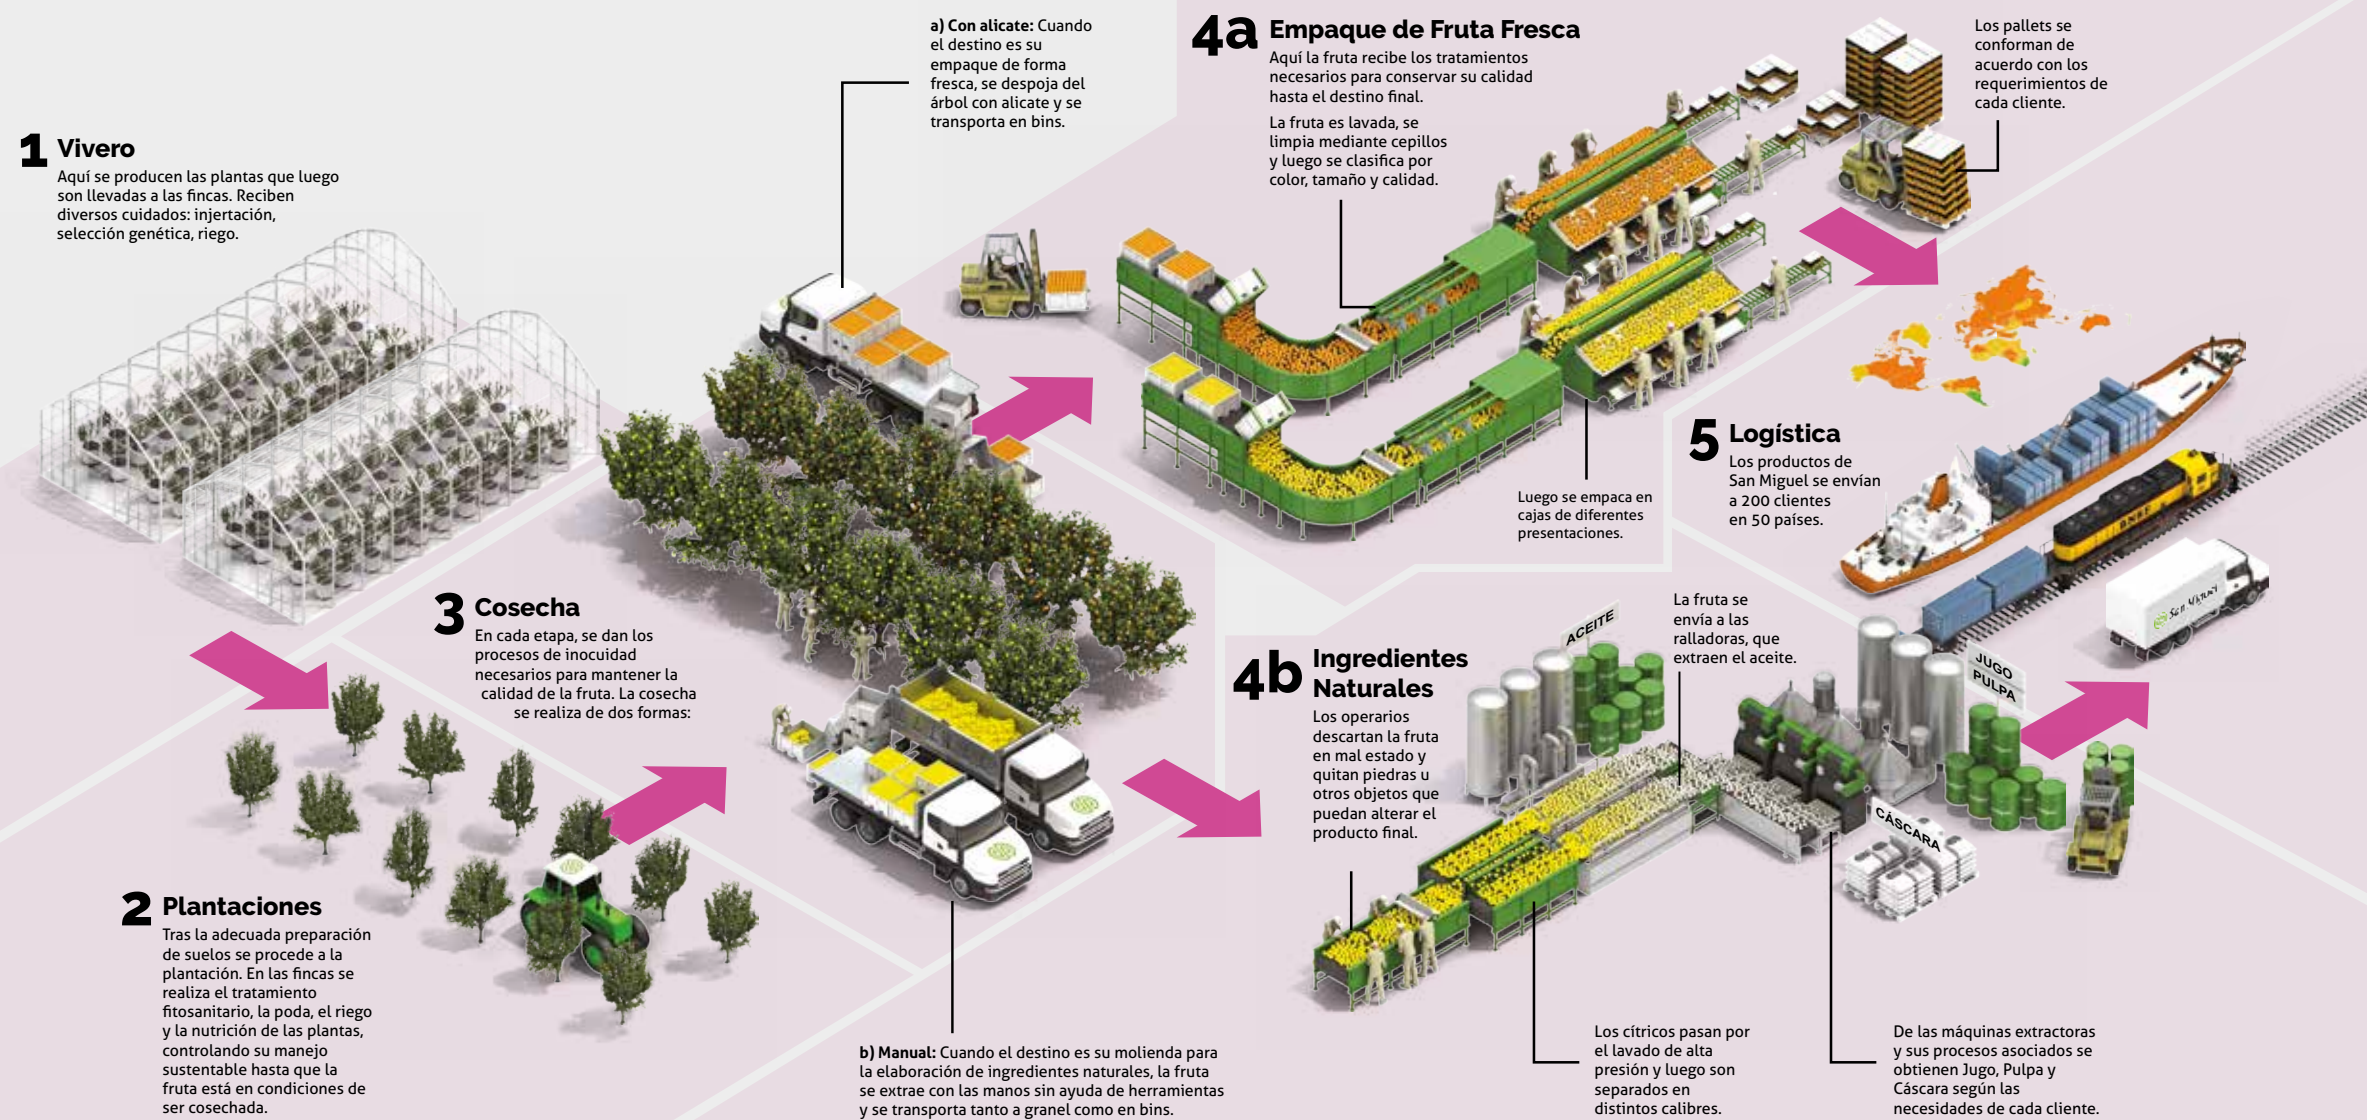 1 Vivero
Aquí se producen las plantas que luego
son llevadas a las fincas. Reciben
diversos cuidados: injertación,
selección genética, riego.
2 Plantaciones
Tras la adecuada preparación
de suelos se procede a la
plantación. En las fincas se
realiza el tratamiento
fitosanitario, la poda, el riego
y la nutrición de las plantas,
controlando su manejo
sustentable hasta que la
fruta está en condiciones de
ser cosechada.
3 Cosecha
En cada etapa, se dan los
procesos de inocuidad
necesarios para mantener la
calidad de la fruta. La cosecha
se realiza de dos formas:
a) Con alicate: Cuando
el destino es su
empaque de forma
fresca, se despoja del
árbol con alicate y se
transporta en bins.
b) Manual: Cuando el destino es su molienda para
la elaboración de ingredientes naturales, la fruta
se extrae con las manos sin ayuda de herramientas
y se transporta tanto a granel como en bins.
4a Empaque de Fruta Fresca
Aquí la fruta recibe los tratamientos
necesarios para conservar su calidad
hasta el destino final.
La fruta es lavada, se
limpia mediante cepillos
y luego se clasifica por
color, tamaño y calidad.
Luego se empaca en
cajas de diferentes
presentaciones.
Los pallets se
conforman de
acuerdo con los
requerimientos de
cada cliente.
4b Ingredientes
Naturales
Los operarios
descartan la fruta
en mal estado y
quitan piedras u
otros objetos que
puedan alterar el
producto final.
Los cítricos pasan por
el lavado de alta
presión y luego son
separados en
distintos calibres.
La fruta se
envía a las
ralladoras, que
extraen el aceite.
ACEITE
De las máquinas extractoras
y sus procesos asociados se
obtienen Jugo, Pulpa y
Cáscara según las
necesidades de cada cliente.
JUGO
PULPA
CÁSCARA
5 Logística
Los productos de
San Miguel se envían
a 200 clientes
en 50 países.
BNSF
San Miguel